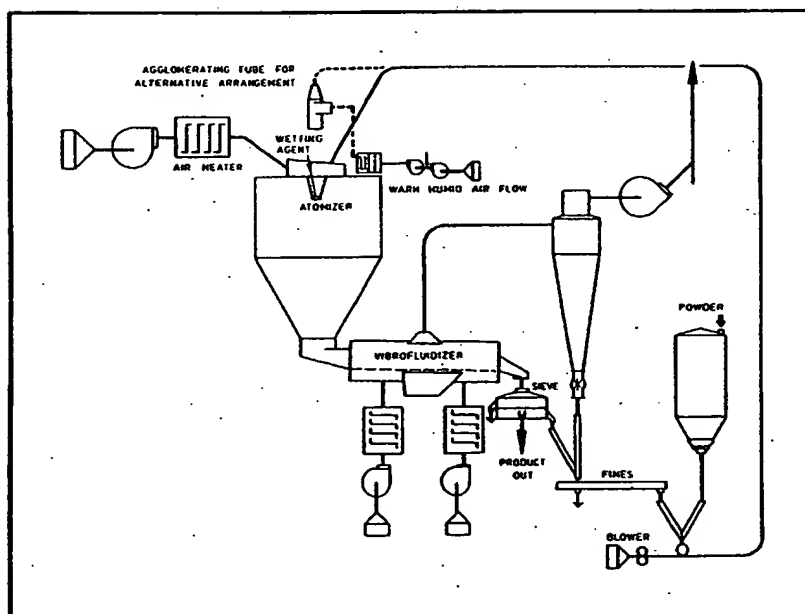 AGGLOMERATING TUBE FOR
ALTERNATIVE ARRANGEMENT
WETTING
AGENT
AIR HEATER
WARM HUMID AIR FLOW
ATOMIZER
POWDER
VIBROFLUIDIZER
SIEVE
PRODUCT
OUT
FINES
BLOWER